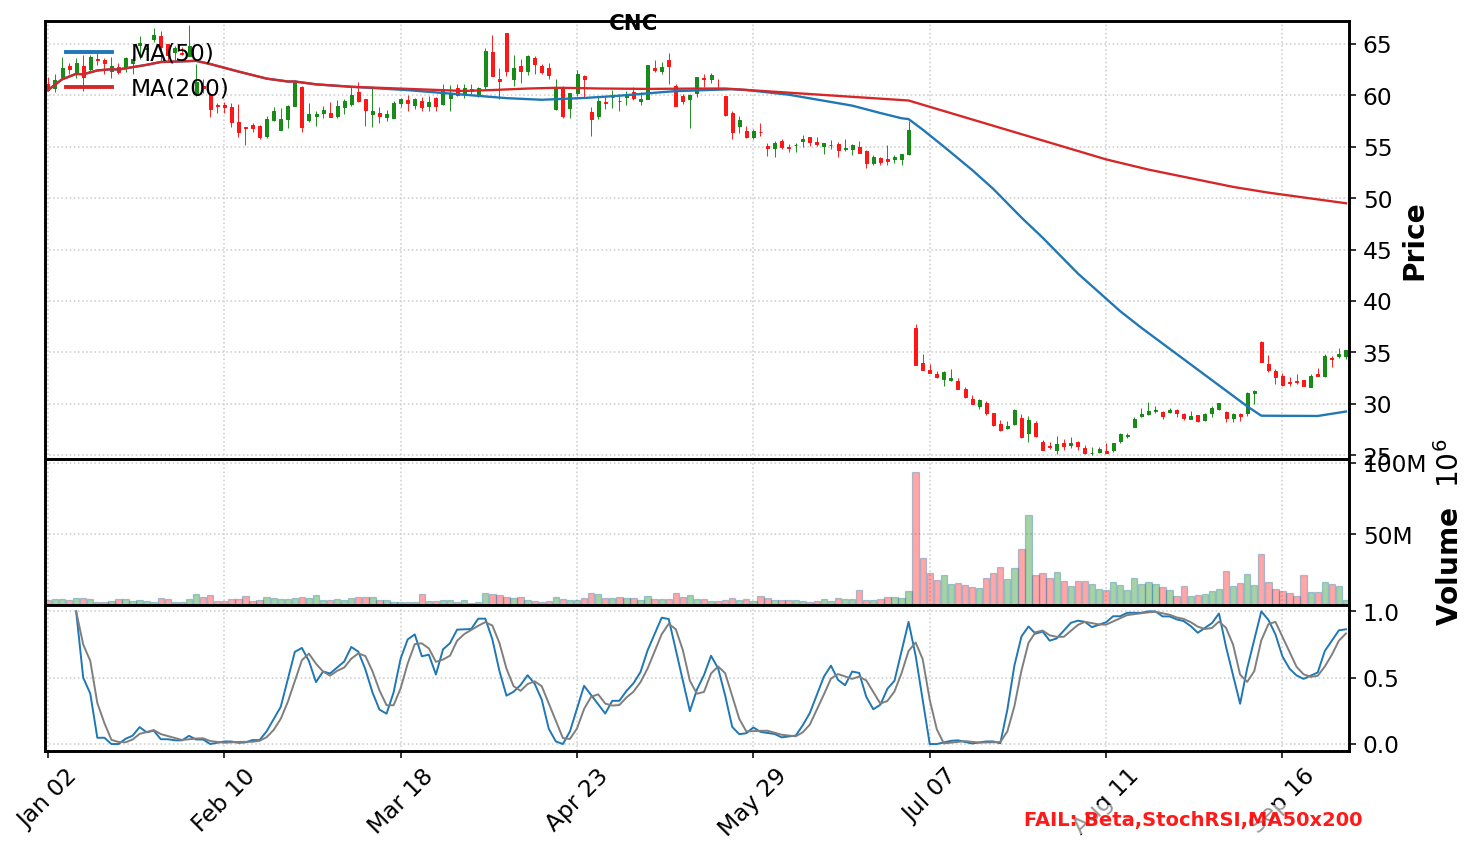 CNC
MA(50)
MA(200)
65
60
55
50
45
40
35
30
25
Price
100M
50M
Volume 10^6
1.0
0.5
0.0
Jan 02
Feb 10
Mar 18
Apr 23
May 29
Jul 07
Aug 11
Sep 16
FAIL: Beta,StochRSI,MA50x200